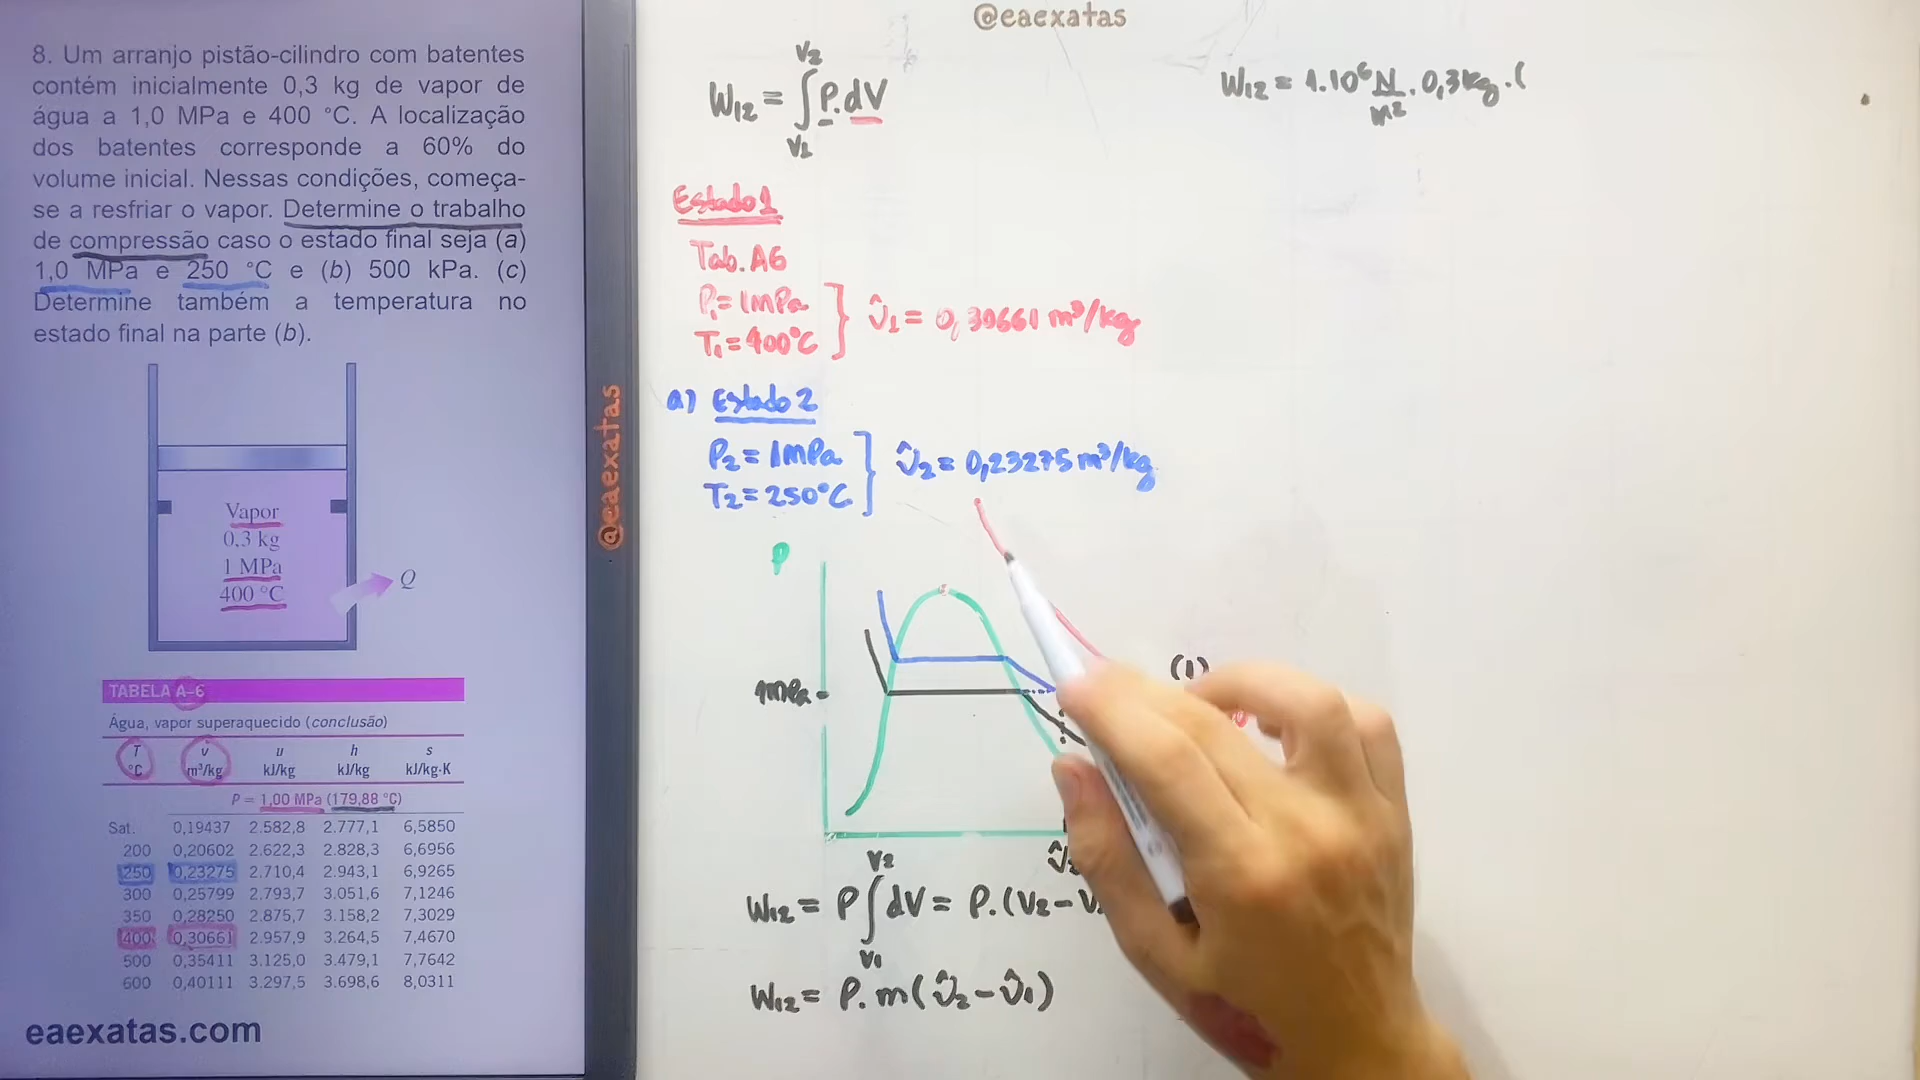 8. Um arranjo pistão-cilindro com batentes
contém inicialmente 0,3 kg de vapor de
água a 1,0 MPa e 400 °C. A localização
dos batentes corresponde a 60% do
volume inicial. Nessas condições, começa-
se a resfriar o vapor. Determine o trabalho
de compressão caso o estado final seja (a)
1,0 MPa e 250 °C e (b) 500 kPa. (c)
Determine também a temperatura no
estado final na parte (b).
Vapor
0,3 kg
1 MPa
400 °C
Q
TABELA A–6
Água, vapor superaquecido (conclusão)
T v u h s
°C m³/kg kJ/kg kJ/kg kJ/kg·K
P = 1,00 MPa (179,88 °C)
Sat. 0,19437 2.582,8 2.777,1 6,5850
200 0,20602 2.622,3 2.828,3 6,6956
250 0,23275 2.710,4 2.943,1 6,9265
300 0,25799 2.793,7 3.051,6 7,1246
350 0,28250 2.875,7 3.158,2 7,3029
400 0,30661 2.957,9 3.264,5 7,4670
500 0,35411 3.125,0 3.479,1 7,7642
600 0,40111 3.297,5 3.698,6 8,0311
eaexatas.com
@eaexatas
@eaexatas
W12 = ∫ P.dV
V2
V1
Estado 1
Tab. A6
P1 = 1MPa
T1 = 400°C
v̂1 = 0,30661 m³/kg
a) Estado 2
P2 = 1MPa
T2 = 250°C
v̂2 = 0,23275 m³/kg
P
1MPa
(1)
W12 = P ∫ dV = P.(V2 – V
V2
V1
W12 = P.m(v̂2 – v̂1)
W12 = 1.10⁶ N/m² . 0,3kg . (